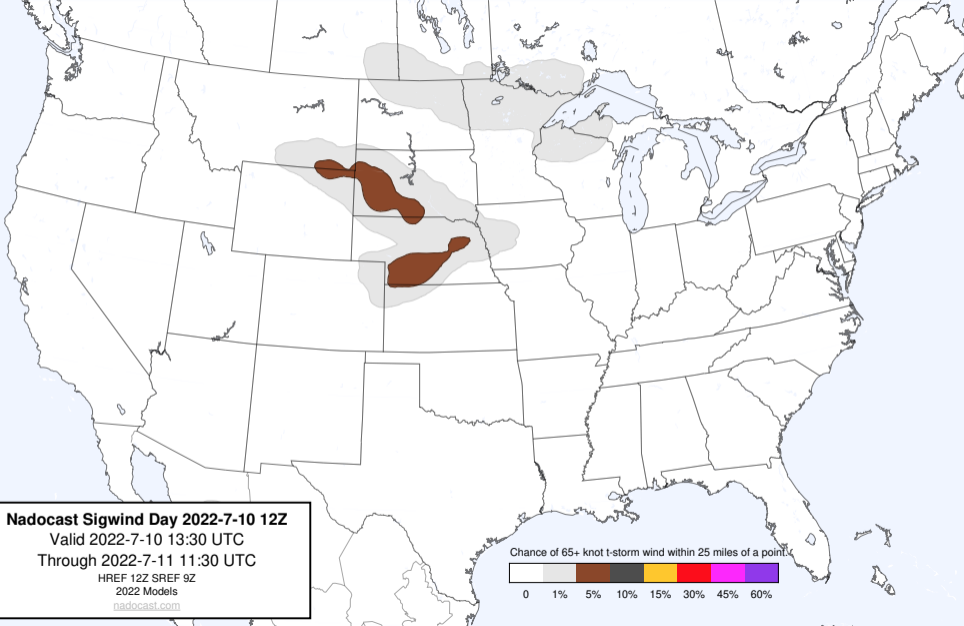 Nadocast Sigwind Day 2022-7-10 12Z
Valid 2022-7-10 13:30 UTC
Through 2022-7-11 11:30 UTC
HREF 12Z SREF 9Z
2022 Models
nadocast.com
Chance of 65+ knot t-storm wind within 25 miles of a point.
0 1% 5% 10% 15% 30% 45% 60%